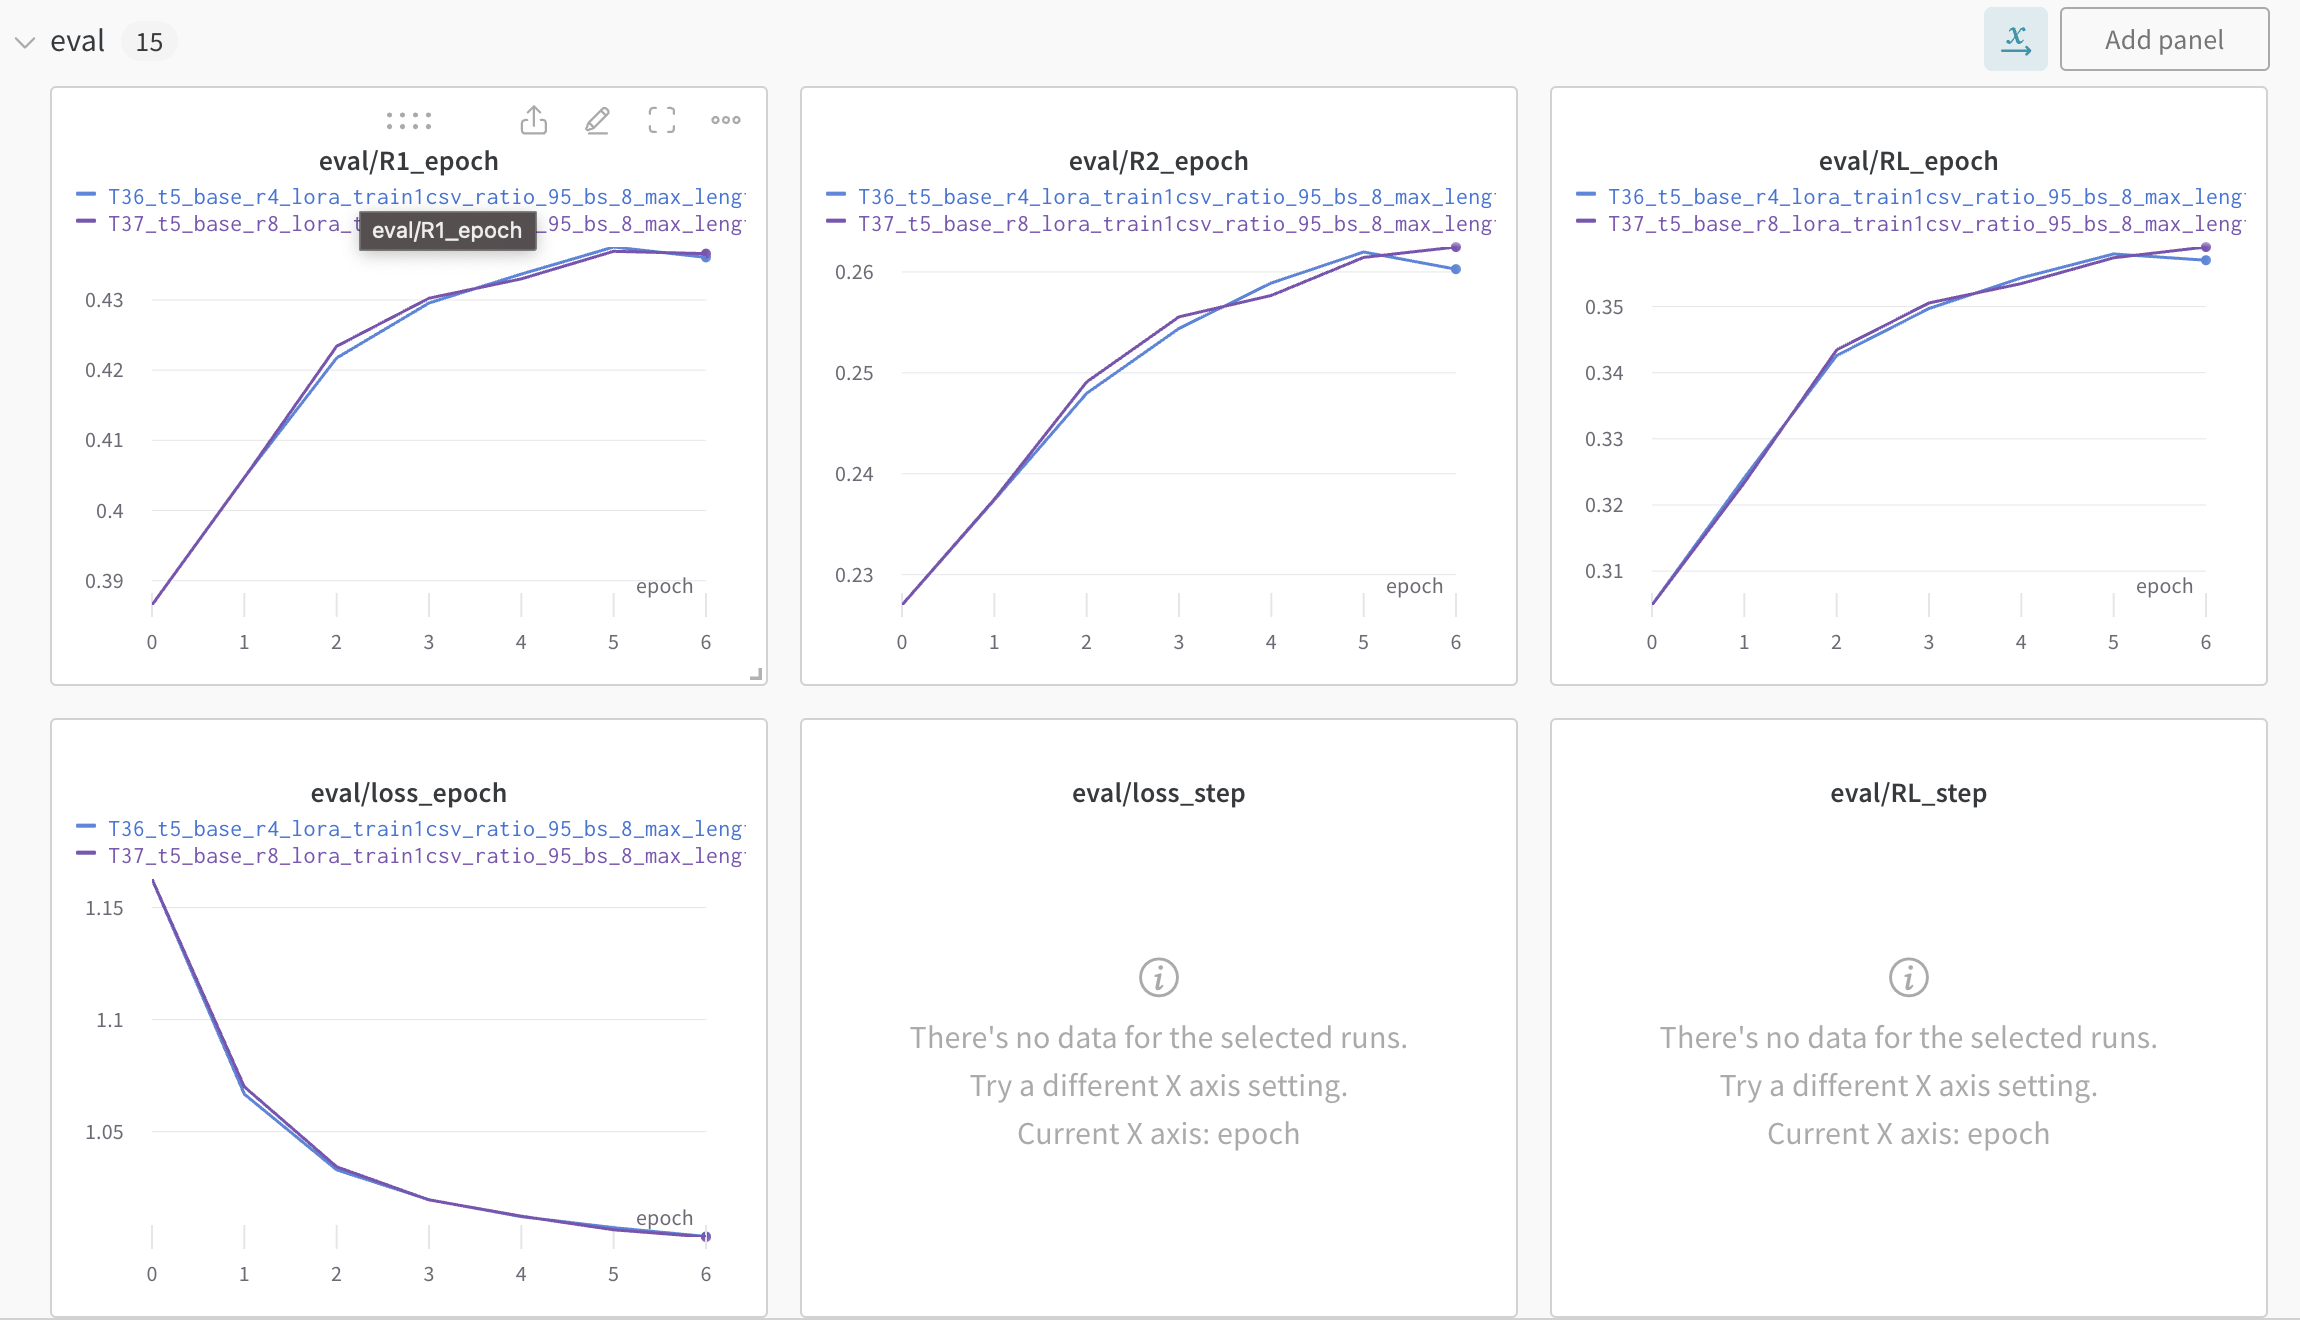 eval 15
x
Add panel
eval/R1_epoch
T36_t5_base_r4_lora_train1csv_ratio_95_bs_8_max_leng
T37_t5_base_r8_lora_t
_95_bs_8_max_leng
eval/R1_epoch
0.43
0.42
0.41
0.4
0.39
epoch
0 1 2 3 4 5 6
eval/R2_epoch
T36_t5_base_r4_lora_train1csv_ratio_95_bs_8_max_leng
T37_t5_base_r8_lora_train1csv_ratio_95_bs_8_max_leng
0.26
0.25
0.24
0.23
epoch
0 1 2 3 4 5 6
eval/RL_epoch
T36_t5_base_r4_lora_train1csv_ratio_95_bs_8_max_leng
T37_t5_base_r8_lora_train1csv_ratio_95_bs_8_max_leng
0.35
0.34
0.33
0.32
0.31
epoch
0 1 2 3 4 5 6
eval/loss_epoch
T36_t5_base_r4_lora_train1csv_ratio_95_bs_8_max_leng
T37_t5_base_r8_lora_train1csv_ratio_95_bs_8_max_leng
1.15
1.1
1.05
epoch
0 1 2 3 4 5 6
eval/loss_step
There's no data for the selected runs.
Try a different X axis setting.
Current X axis: epoch
eval/RL_step
There's no data for the selected runs.
Try a different X axis setting.
Current X axis: epoch